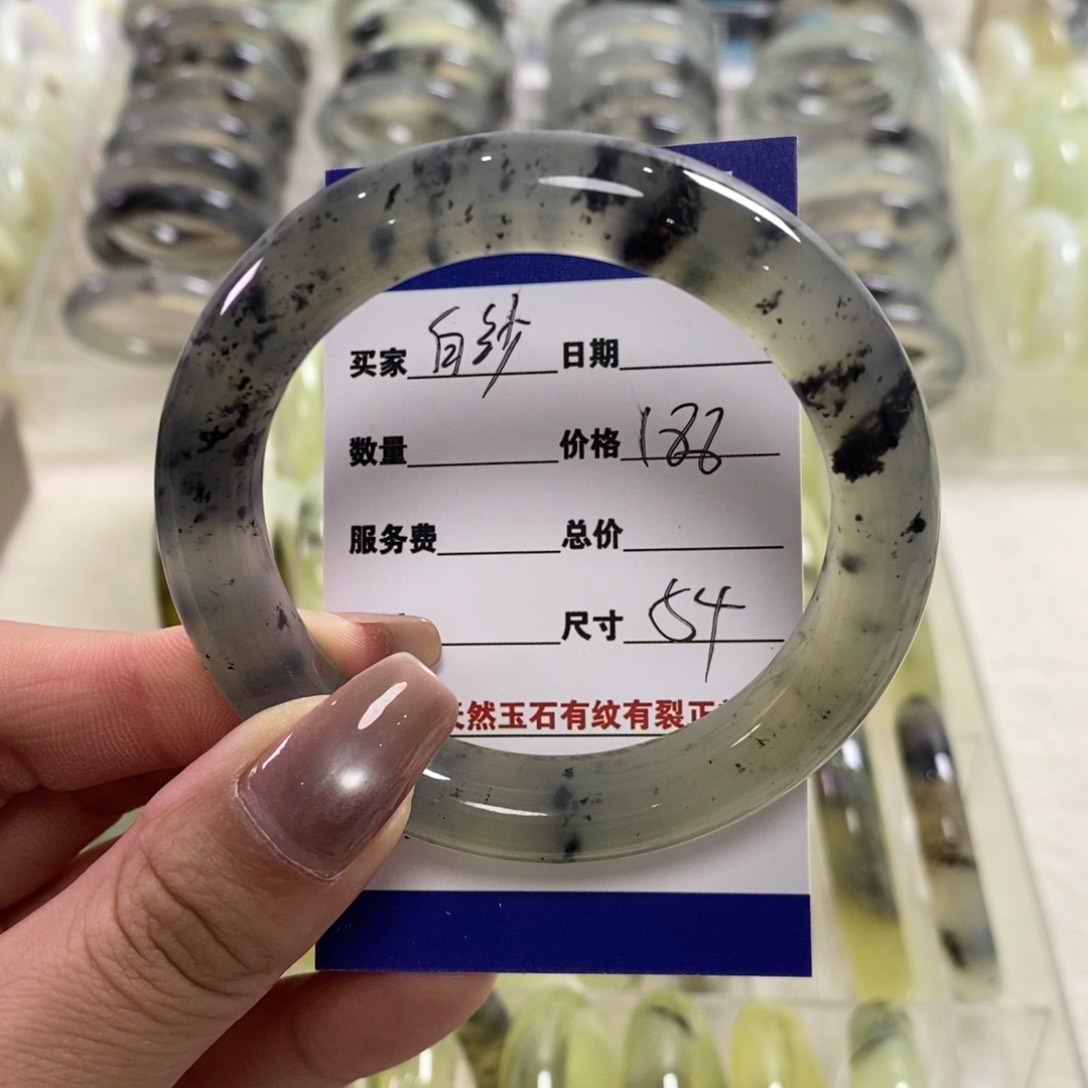 买家 白纱 日期
数量 价格 188
服务费 总价
尺寸 54
天然玉石有纹有裂正